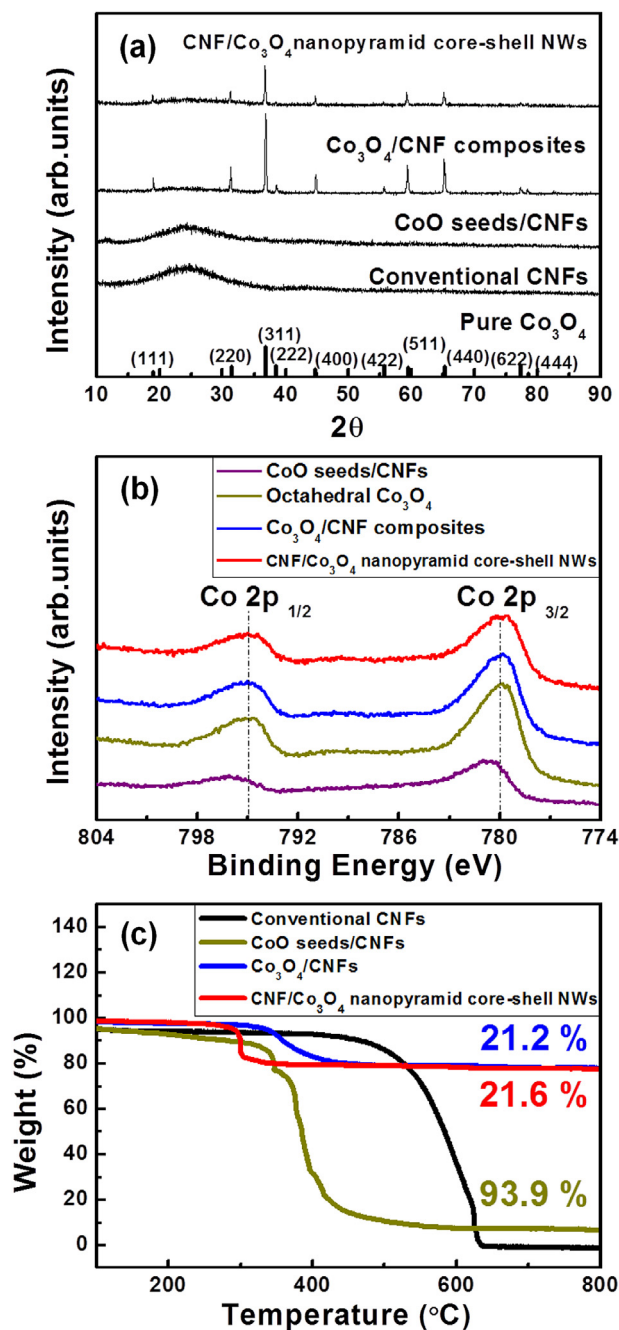 (a)
CNF/Co₃O₄ nanopyramid core-shell NWs
Co₃O₄/CNF composites
CoO seeds/CNFs
Conventional CNFs
Pure Co₃O₄
(111) (220) (311) (222) (400) (422) (511) (440) (622) (444)
10 20 30 40 50 60 70 80 90
2θ
Intensity (arb.units)
(b)
CoO seeds/CNFs
Octahedral Co₃O₄
Co₃O₄/CNF composites
CNF/Co₃O₄ nanopyramid core-shell NWs
Co 2p 1/2
Co 2p 3/2
Intensity (arb.units)
804 798 792 786 780 774
Binding Energy (eV)
(c)
Conventional CNFs
CoO seeds/CNFs
Co₃O₄/CNFs
CNF/Co₃O₄ nanopyramid core-shell NWs
140
120
100
80
60
40
20
0
Weight (%)
21.2 %
21.6 %
93.9 %
200 400 600 800
Temperature (°C)